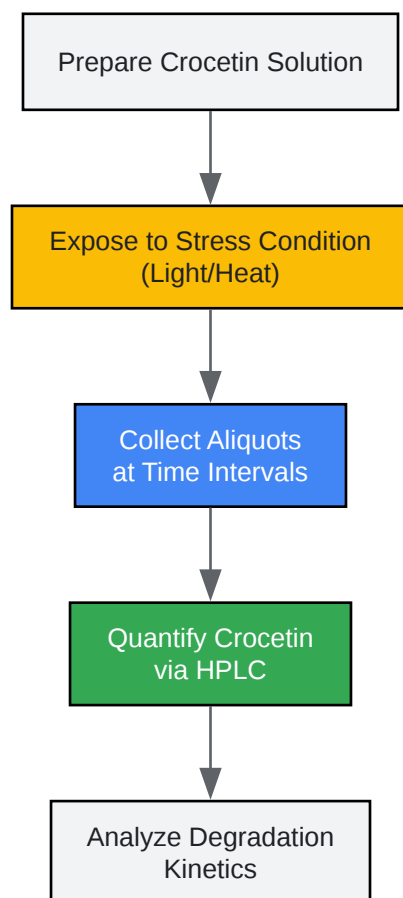 Prepare Crocetin Solution
Expose to Stress Condition
(Light/Heat)
Collect Aliquots
at Time Intervals
Quantify Crocetin
via HPLC
Analyze Degradation
Kinetics